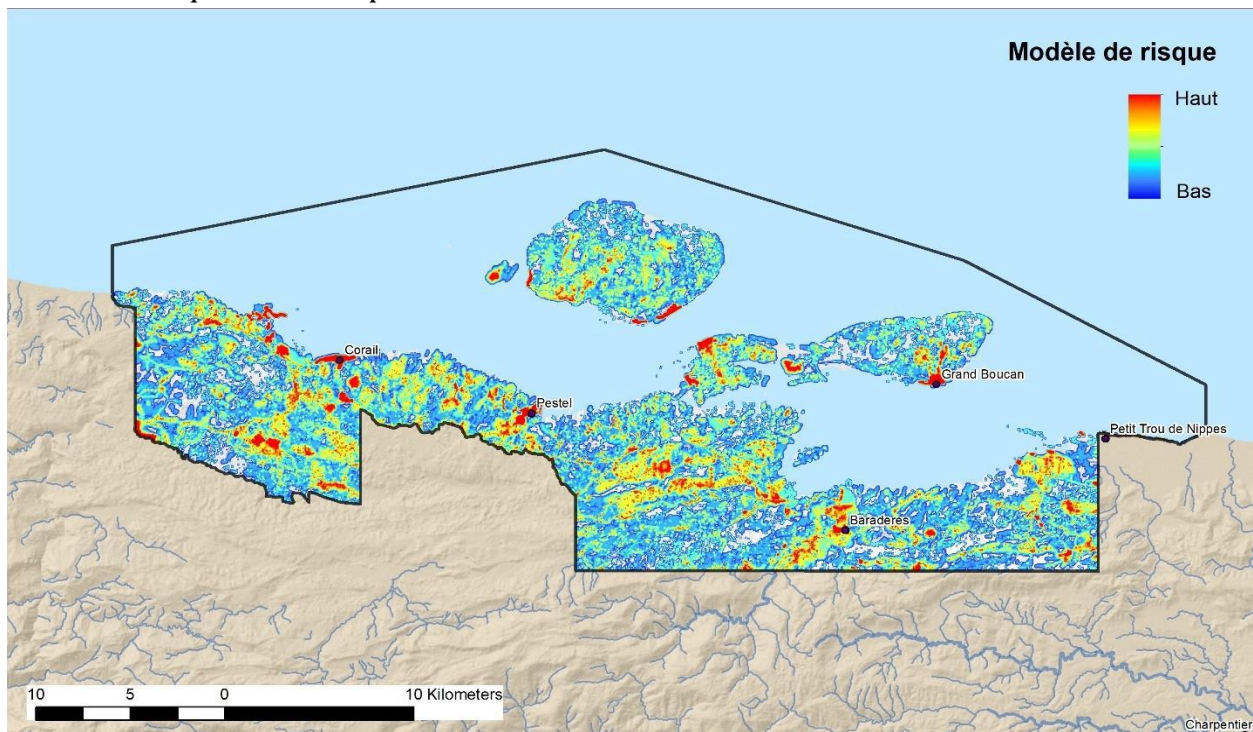 Modèle de risque
Haut
Bas
Corail
Pestel
Grand Boucan
Petit Trou de Nippes
Baraderes
10 5 0 10 Kilometers
Charpentier